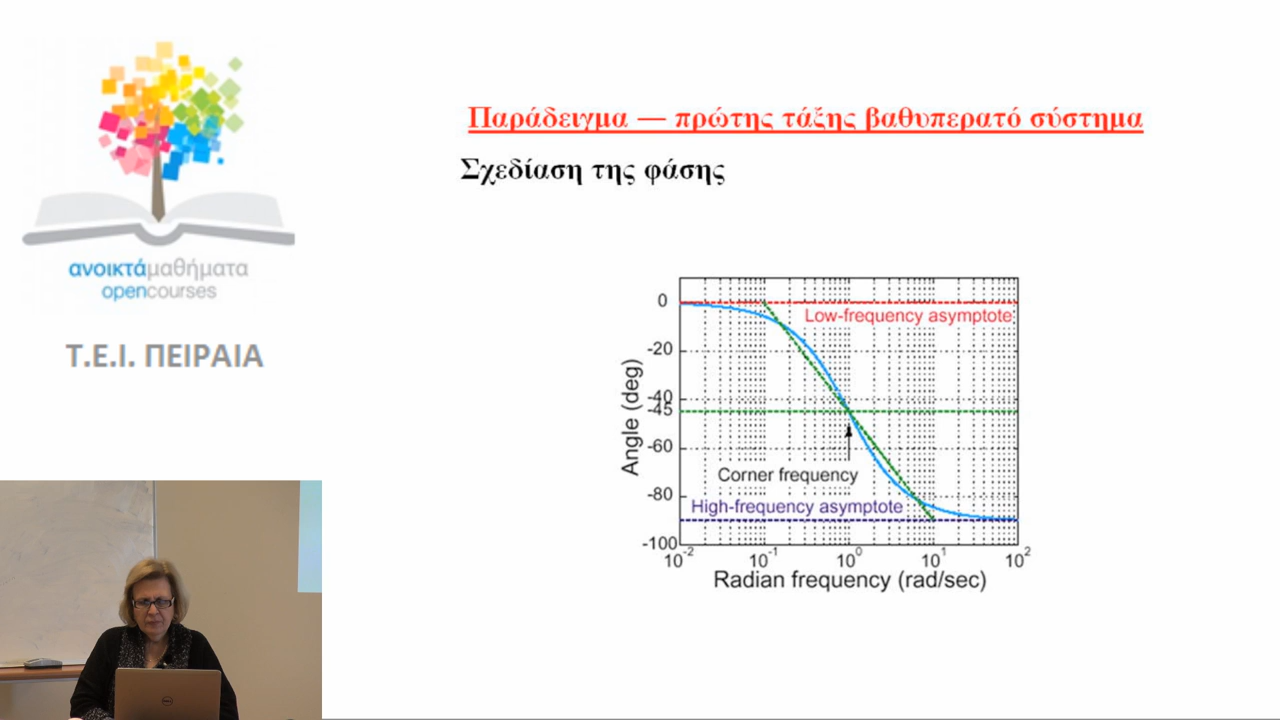 ανοικτάμαθήματα
opencourses
Τ.Ε.Ι. ΠΕΙΡΑΙΑ
Παράδειγμα — πρώτης τάξης βαθυπερατό σύστημα
Σχεδίαση της φάσης
0
-20
-40
-45
-60
-80
-100
Angle (deg)
Low-frequency asymptote
Corner frequency
High-frequency asymptote
10⁻² 10⁻¹ 10⁰ 10¹ 10²
Radian frequency (rad/sec)